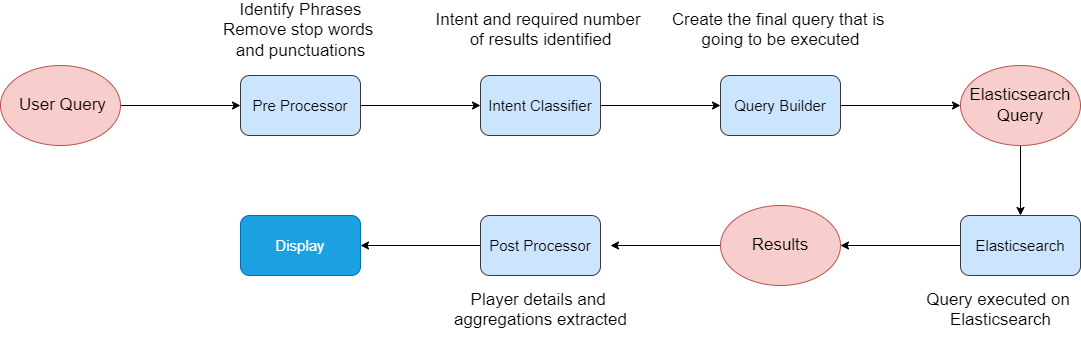 Identify Phrases
Remove stop words
and punctuations
Intent and required number
of results identified
Create the final query that is
going to be executed
User Query
Pre Processor
Intent Classifier
Query Builder
Elasticsearch
Query
Display
Post Processor
Results
Elasticsearch
Player details and
aggregations extracted
Query executed on
Elasticsearch